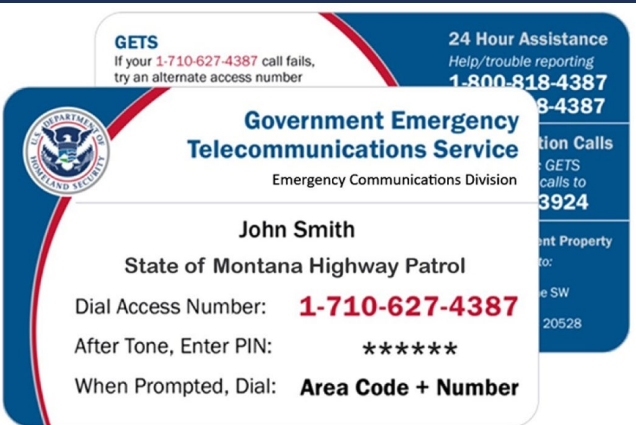 GETS
If your 1-710-627-4387 call fails,
try an alternate access number
24 Hour Assistance
Help/trouble reporting
1-800-818-4387
8-4387
tion Calls
GETS
calls to
3924
ent Property
to:
e SW
20528
U.S. DEPARTMENT OF
HOMELAND SECURITY
Government Emergency
Telecommunications Service
Emergency Communications Division
John Smith
State of Montana Highway Patrol
Dial Access Number: 1-710-627-4387
After Tone, Enter PIN: ******
When Prompted, Dial: Area Code + Number